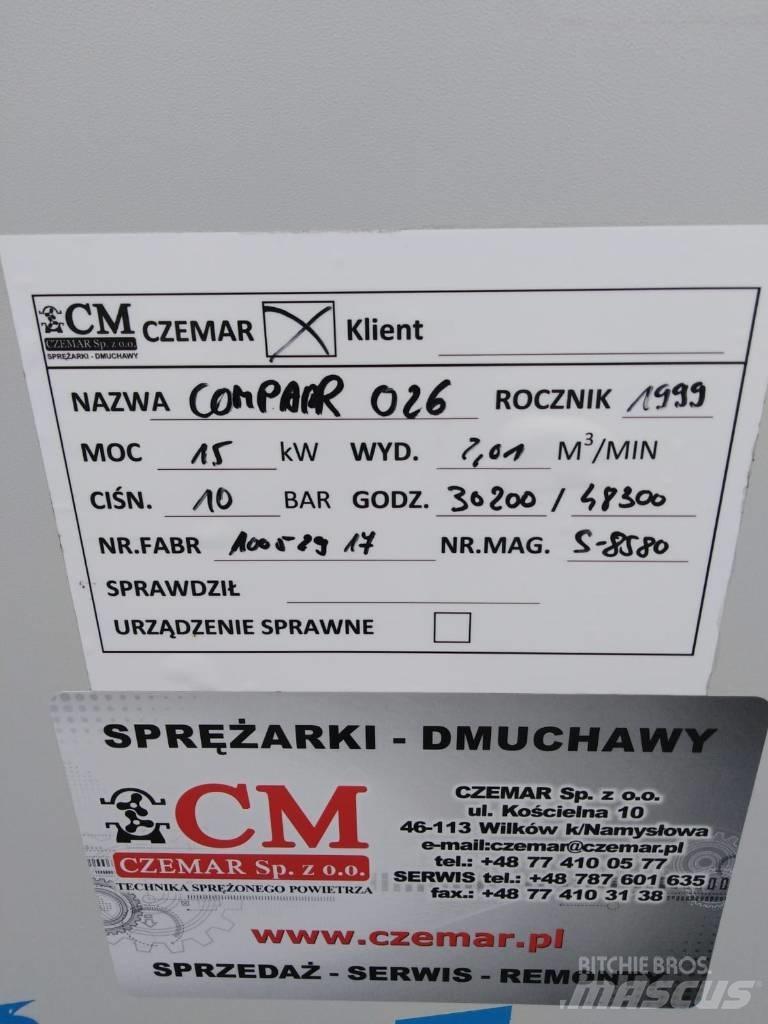 CM CZEMAR Klient
CZEMAR Sp. z o.o.
SPRĘŻARKI - DMUCHAWY
NAZWA COMPAIR 026 ROCZNIK 1999
MOC 15 kW WYD. 2,01 M³/MIN
CIŚN. 10 BAR GODZ. 30200 / 48300
NR.FABR 10058917 NR.MAG. S-8580
SPRAWDZIŁ
URZĄDZENIE SPRAWNE
SPRĘŻARKI - DMUCHAWY
CM
CZEMAR Sp. z o.o.
TECHNIKA SPRĘŻONEGO POWIETRZA
CZEMAR Sp. z o.o.
ul. Kościelna 10
46-113 Wilków k/Namysłowa
e-mail:czemar@czemar.pl
tel.: +48 77 410 05 77
SERWIS tel.: +48 787 601 635
fax.: +48 77 410 31 38
www.czemar.pl
SPRZEDAŻ - SERWIS - REMONTY
RITCHIE BROS.
MASCUS